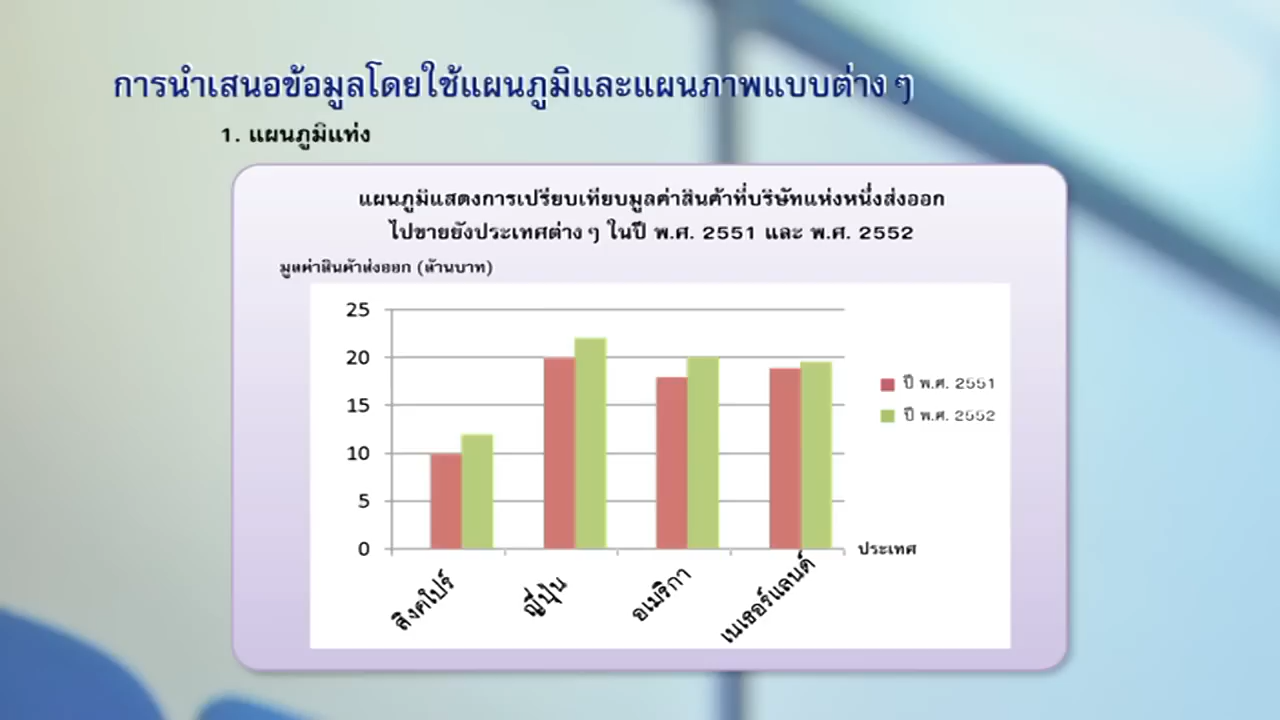 การนำเสนอข้อมูลโดยใช้แผนภูมิและแผนภาพแบบต่าง ๆ
1. แผนภูมิแท่ง
แผนภูมิแสดงการเปรียบเทียบมูลค่าสินค้าที่บริษัทแห่งหนึ่งส่งออก
ไปขายยังประเทศต่าง ๆ ในปี พ.ศ. 2551 และ พ.ศ. 2552
มูลค่าสินค้าส่งออก (ล้านบาท)
25
20
15
10
5
0
ปี พ.ศ. 2551
ปี พ.ศ. 2552
ประเทศ
สิงคโปร์
ญี่ปุ่น
อเมริกา
เนเธอร์แลนด์